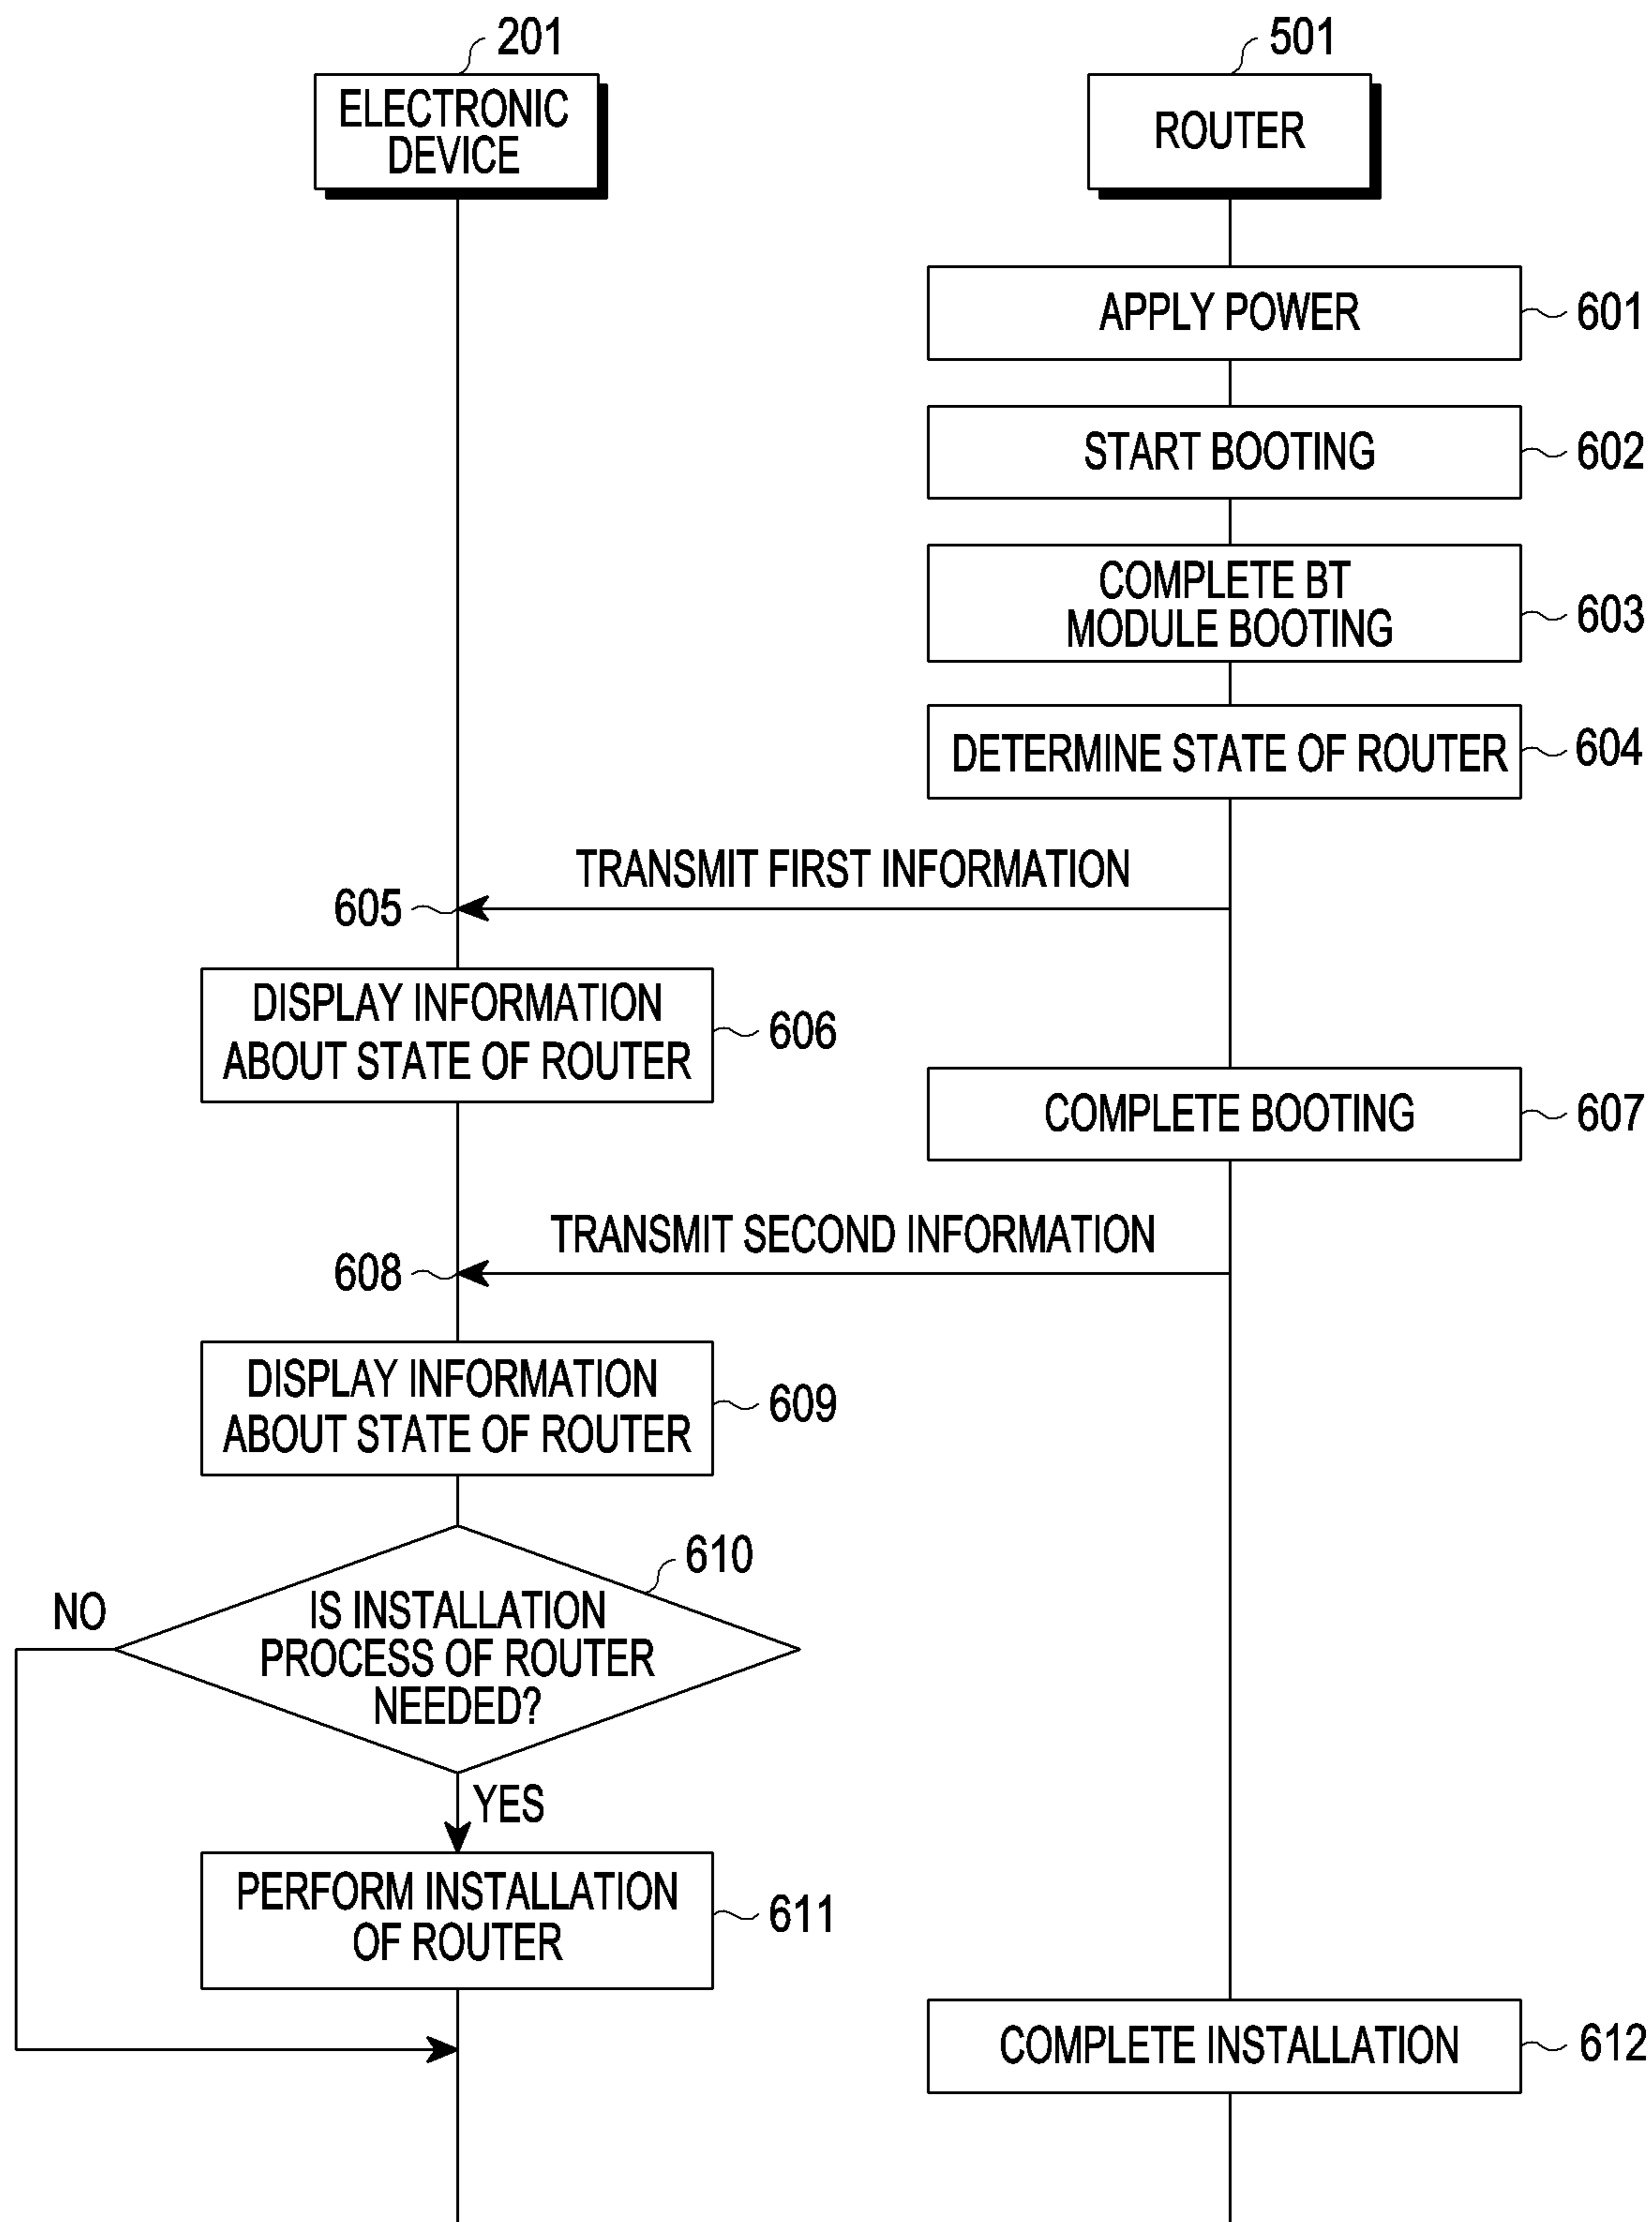 201
501
ELECTRONIC
DEVICE
ROUTER
APPLY POWER
601
START BOOTING
602
COMPLETE BT
MODULE BOOTING
603
DETERMINE STATE OF ROUTER
604
TRANSMIT FIRST INFORMATION
605
DISPLAY INFORMATION
ABOUT STATE OF ROUTER
606
COMPLETE BOOTING
607
TRANSMIT SECOND INFORMATION
608
DISPLAY INFORMATION
ABOUT STATE OF ROUTER
609
610
NO
IS INSTALLATION
PROCESS OF ROUTER
NEEDED?
YES
PERFORM INSTALLATION
OF ROUTER
611
COMPLETE INSTALLATION
612